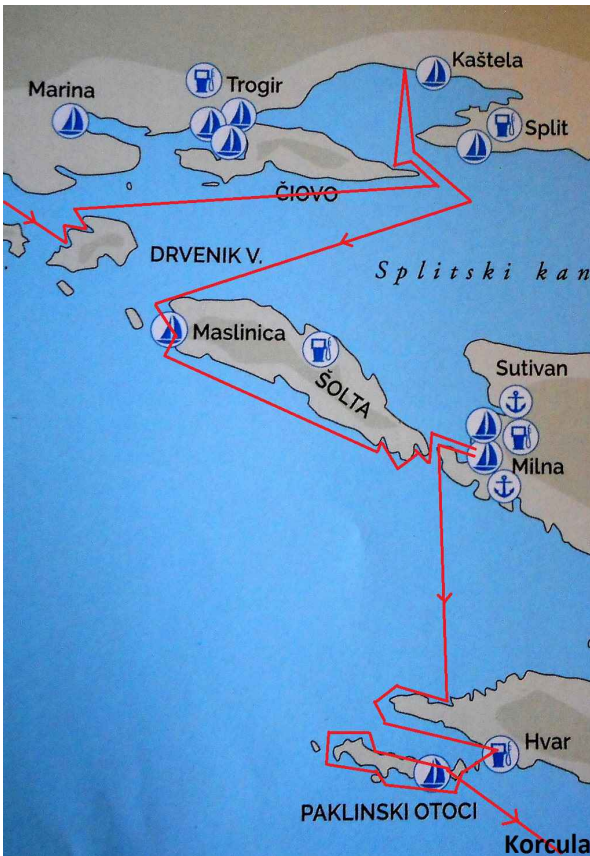 Kaštela
Marina
Trogir
Split
ČIOVO
DRVENIK V.
Splitski kan
Maslinica
Sutivan
ŠOLTA
Milna
Hvar
PAKLINSKI OTOCI
Korcula